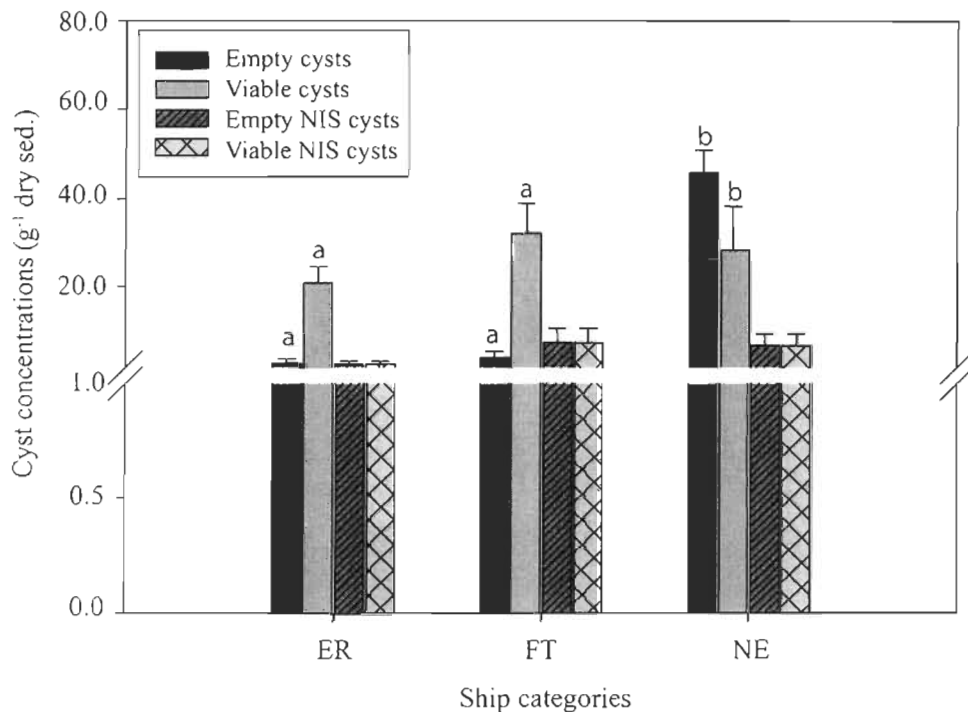 80.0
60.0
40.0
20.0
1.0
0.5
0.0
Cyst concentrations (g⁻¹ dry sed.)
Empty cysts
Viable cysts
Empty NIS cysts
Viable NIS cysts
a
a
a
a
b
b
ER FT NE
Ship categories